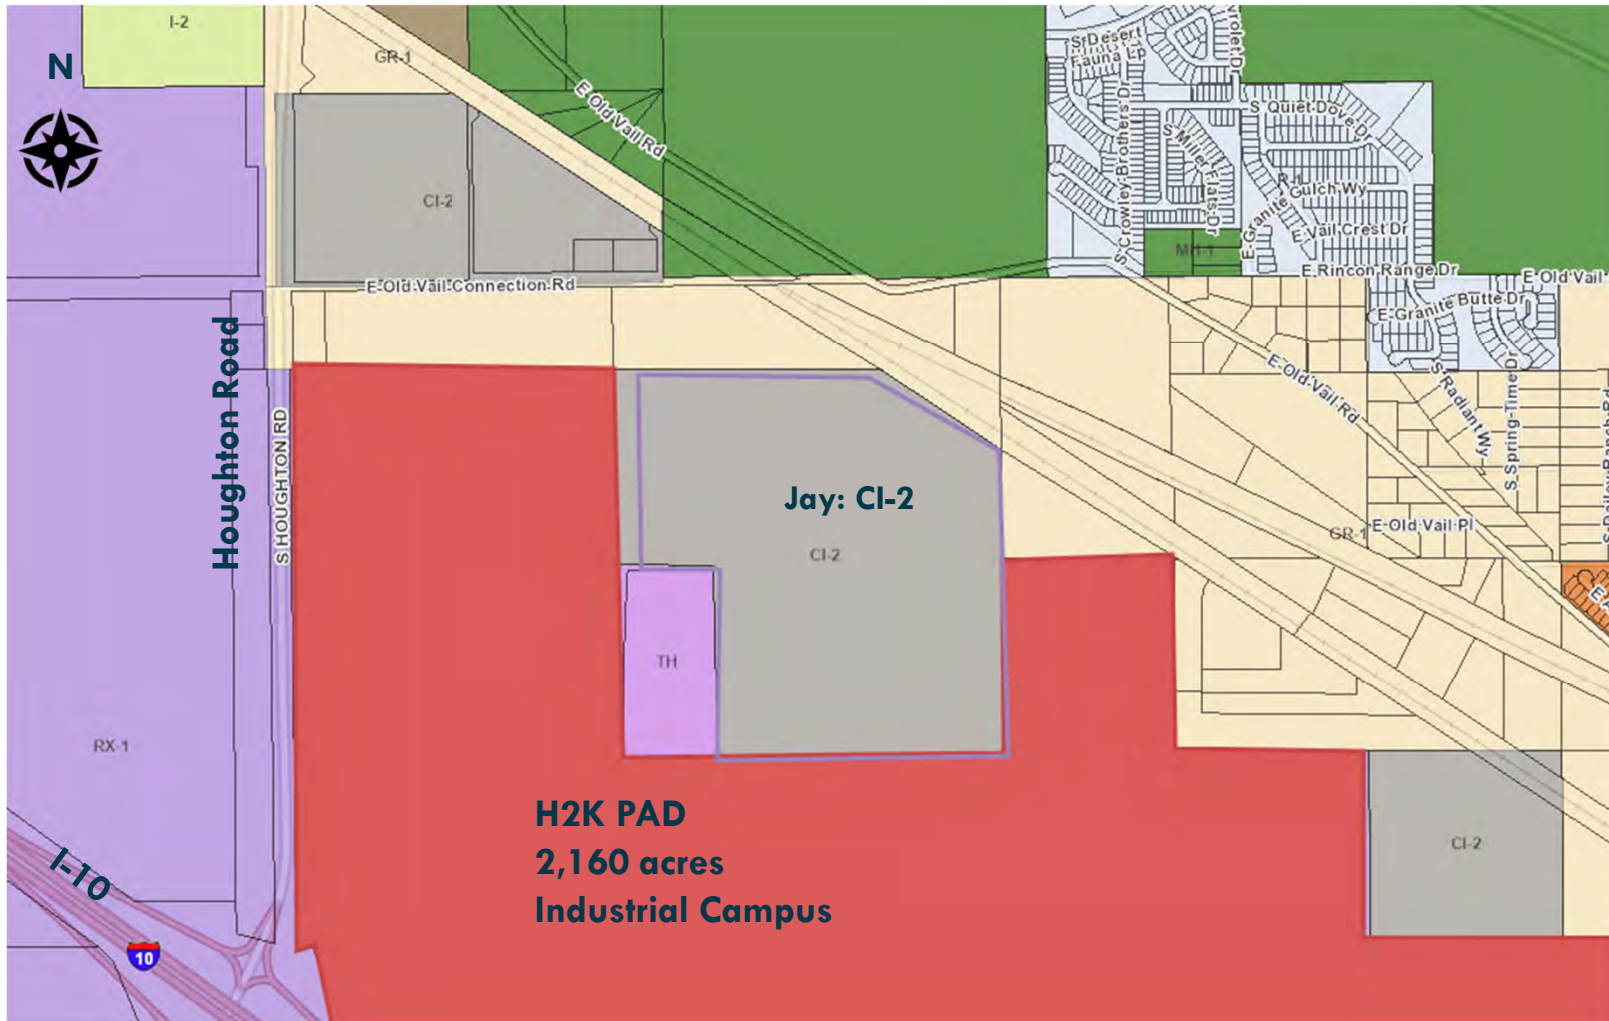 I-2
GR-1
N
E Old Vail Rd
S Desert
Fauna Lp
vrolet Dr
S Quiet Dove Dr
S Crowley Brothers Dr
S Miller Flats Dr
E Granite Gulch Wy
E Vail Crest Dr
MH-1
E Rincon Range Dr
E Old Vail
CI-2
E Old Vail Connection Rd
E Granite Butte Dr
Houghton Road
S HOUGHTON RD
E Old Vail Rd
S Radiant Wy
S Spring-Time Dr
Jay: CI-2
CI-2
GR-1
E Old Vail Pl
TH
RX-1
H2K PAD
2,160 acres
Industrial Campus
CI-2
I-10
10